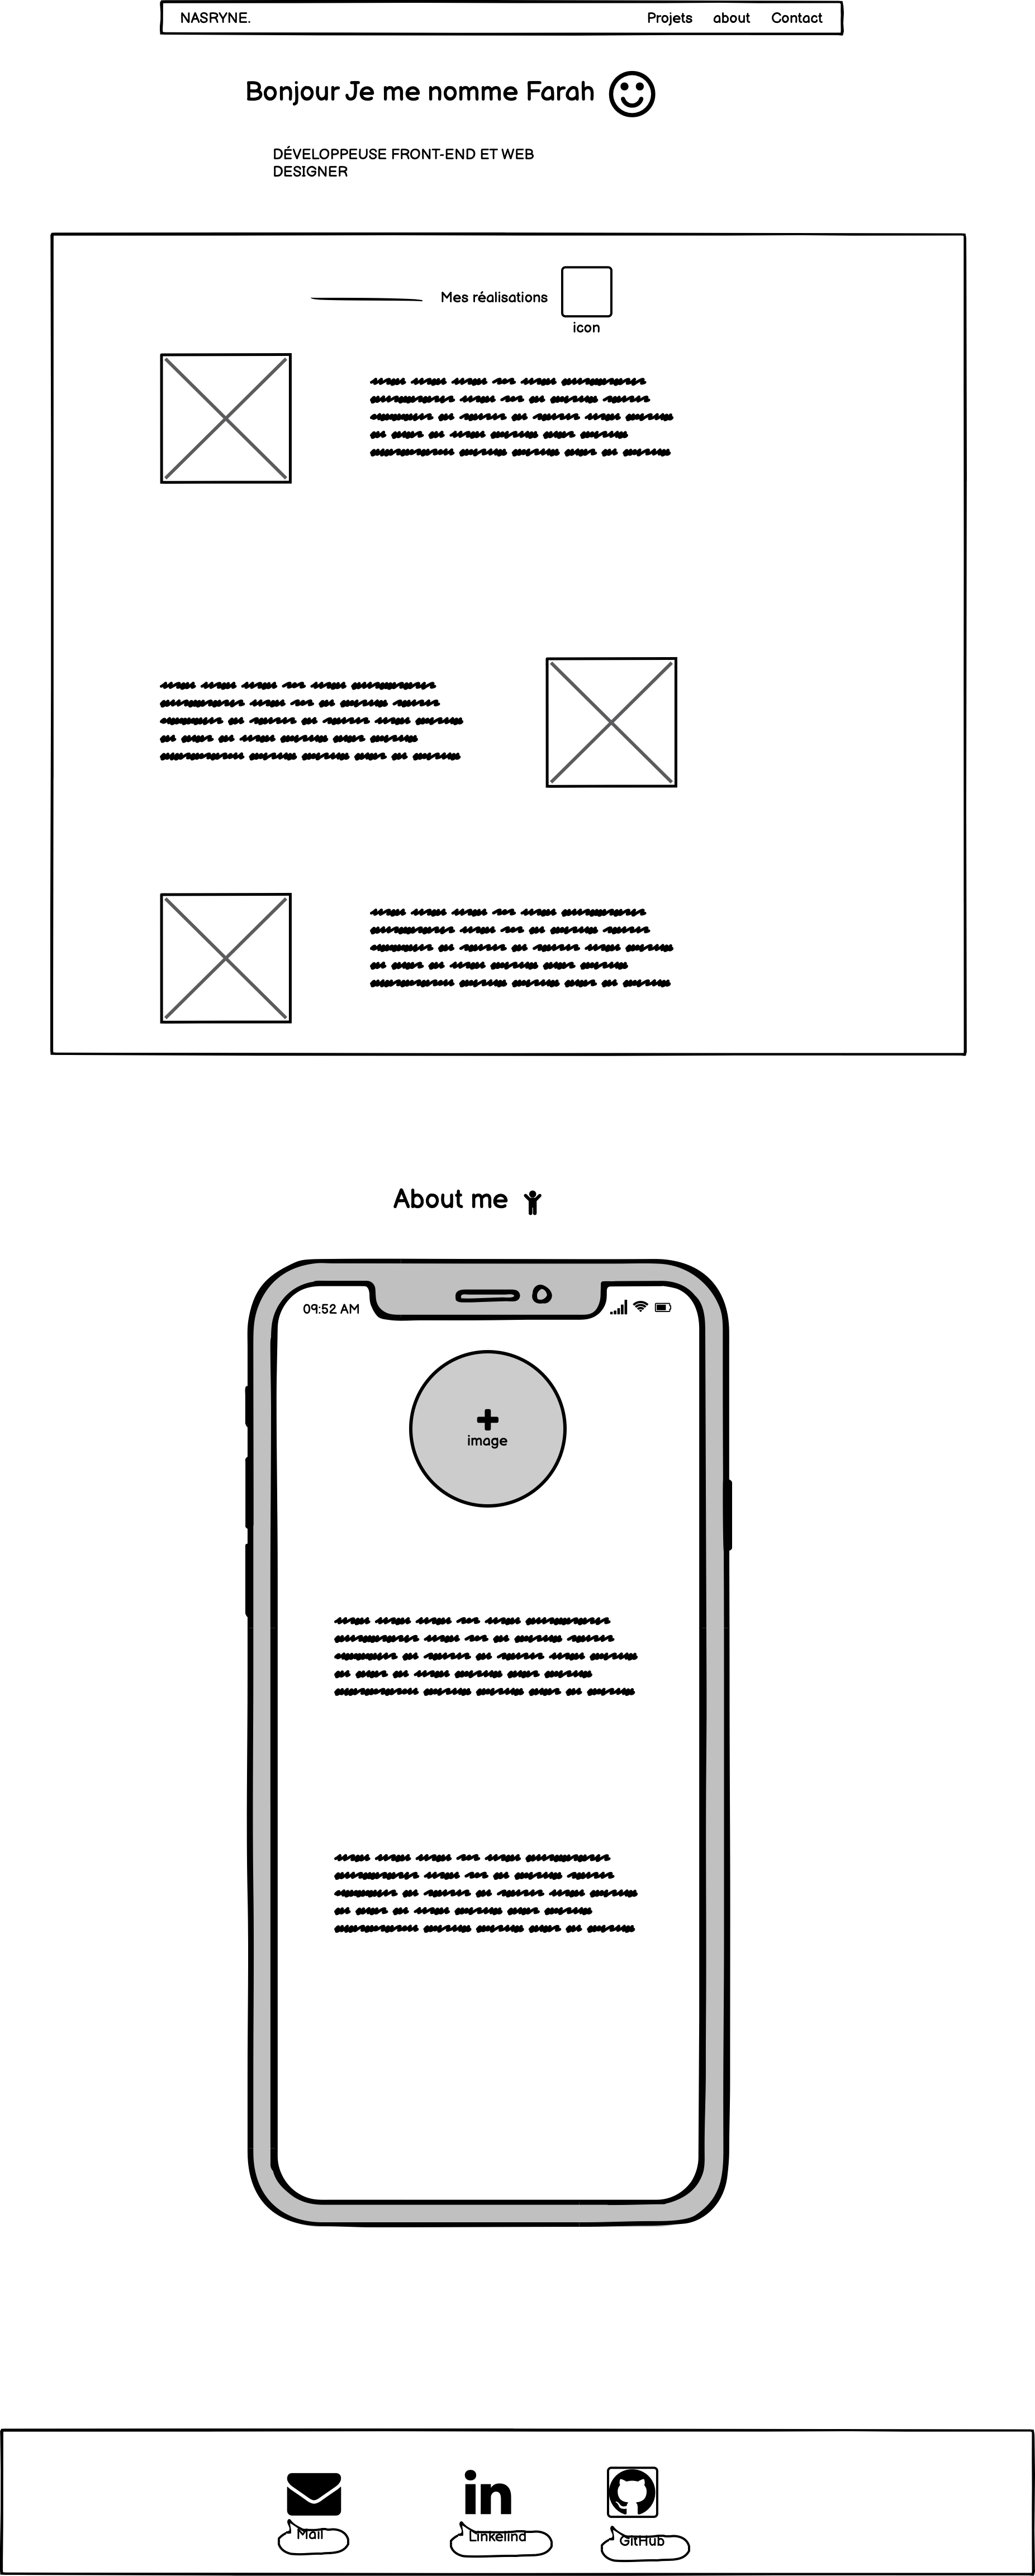 NASRYNE. Projets about Contact
Bonjour Je me nomme Farah
DÉVELOPPEUSE FRONT-END ET WEB
DESIGNER
Mes réalisations
icon
About me
09:52 AM
image
in
Mail Linkelind GitHub